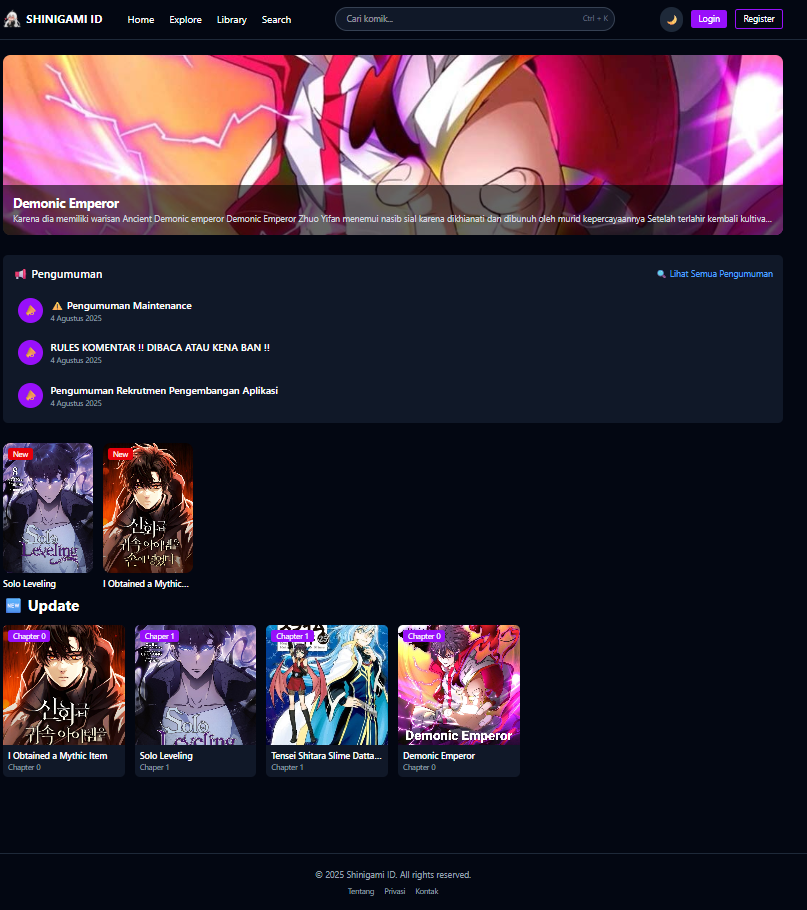 SHINIGAMI ID
Home Explore Library Search
Cari komik... Ctrl + K
Login Register
Demonic Emperor
Karena dia memiliki warisan Ancient Demonic emperor Demonic Emperor Zhuo Yifan menemui nasib sial karena dikhianati dan dibunuh oleh murid kepercayaannya Setelah terlahir kembali kultiva...
Pengumuman
Lihat Semua Pengumuman
Pengumuman Maintenance
4 Agustus 2025
RULES KOMENTAR !! DIBACA ATAU KENA BAN !!
4 Agustus 2025
Pengumuman Rekrutmen Pengembangan Aplikasi
4 Agustus 2025
New
Solo
Leveling
New
신화급
귀속 아이템을
손에 넣었다
Solo Leveling
I Obtained a Mythic...
NEW Update
Chapter 0
신화급
귀속 아이템을
Chaper 1
Solo
Leveling
Chapter 1
Chapter 0
Demonic Emperor
I Obtained a Mythic Item
Chapter 0
Solo Leveling
Chaper 1
Tensei Shitara Slime Datta...
Chapter 1
Demonic Emperor
Chapter 0
© 2025 Shinigami ID. All rights reserved.
Tentang Privasi Kontak